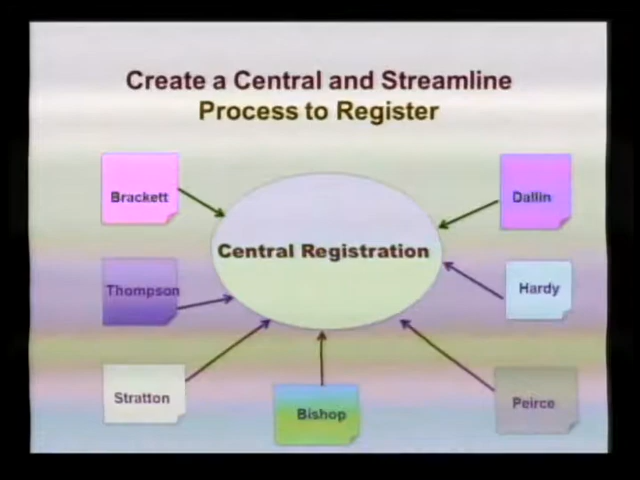 Create a Central and Streamline
Process to Register
Brackett
Dallin
Central Registration
Thompson
Hardy
Stratton
Bishop
Peirce